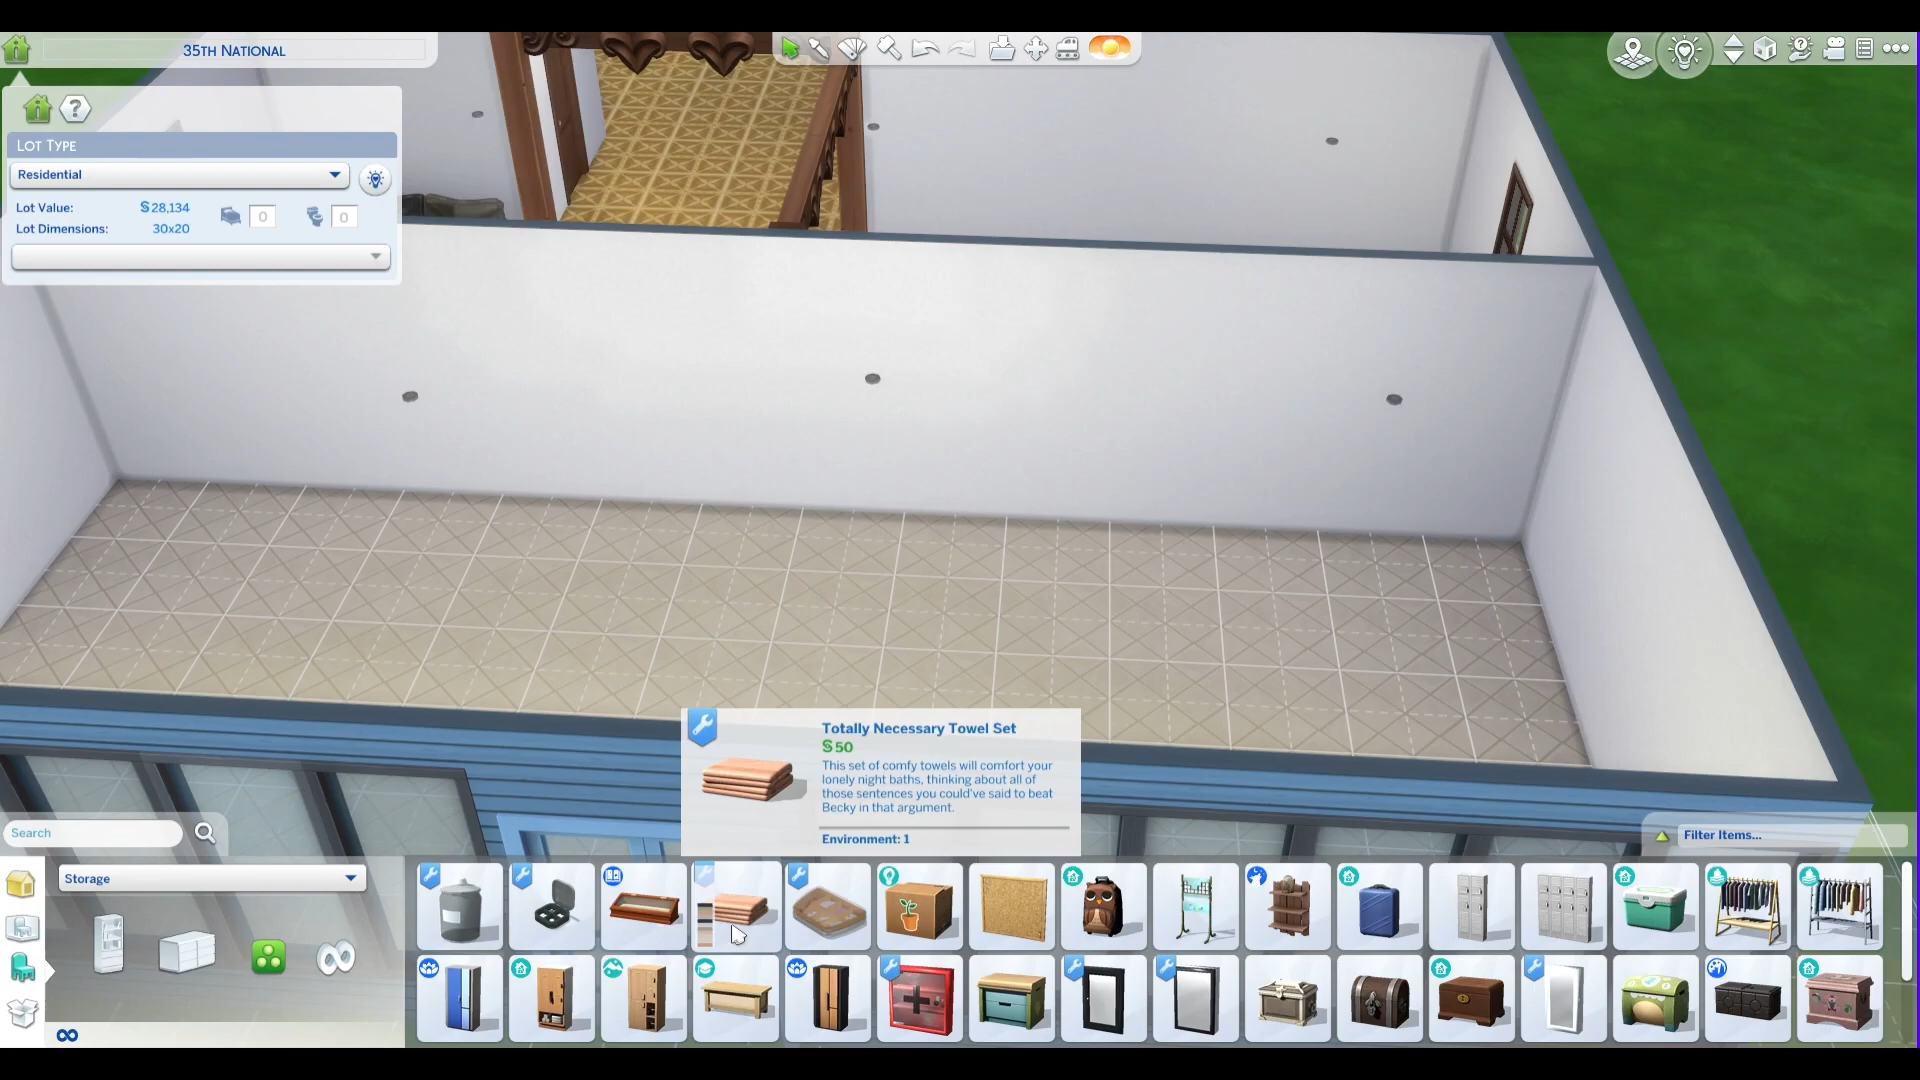 35TH NATIONAL
?
LOT TYPE
Residential
Lot Value: §28,134
0
0
Lot Dimensions: 30x20
Totally Necessary Towel Set
§50
This set of comfy towels will comfort your
lonely night baths, thinking about all of
those sentences you could've said to beat
Becky in that argument.
Environment: 1
Search
Filter Items...
Storage